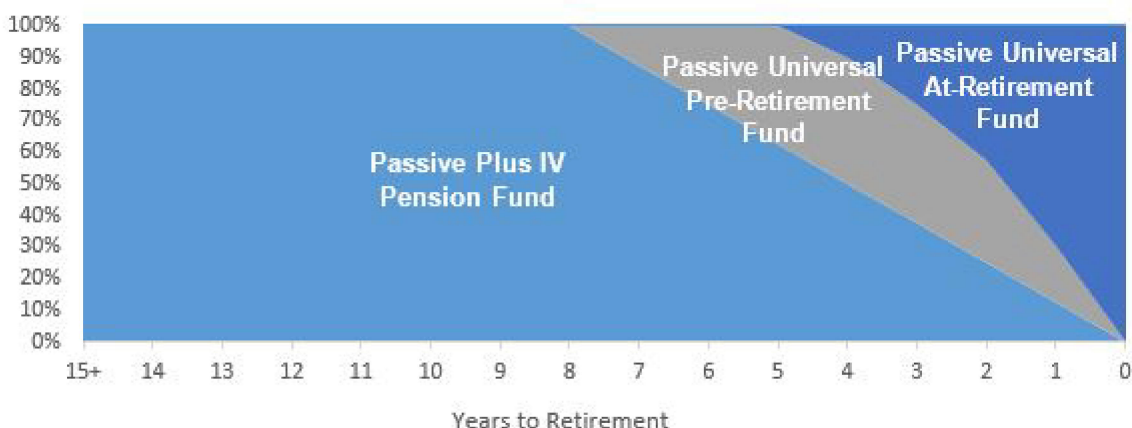 100%
90%
80%
70%
60%
50%
40%
30%
20%
10%
0%
Passive Plus IV
Pension Fund
Passive Universal
Pre-Retirement
Fund
Passive Universal
At-Retirement
Fund
15+ 14 13 12 11 10 9 8 7 6 5 4 3 2 1 0
Years to Retirement